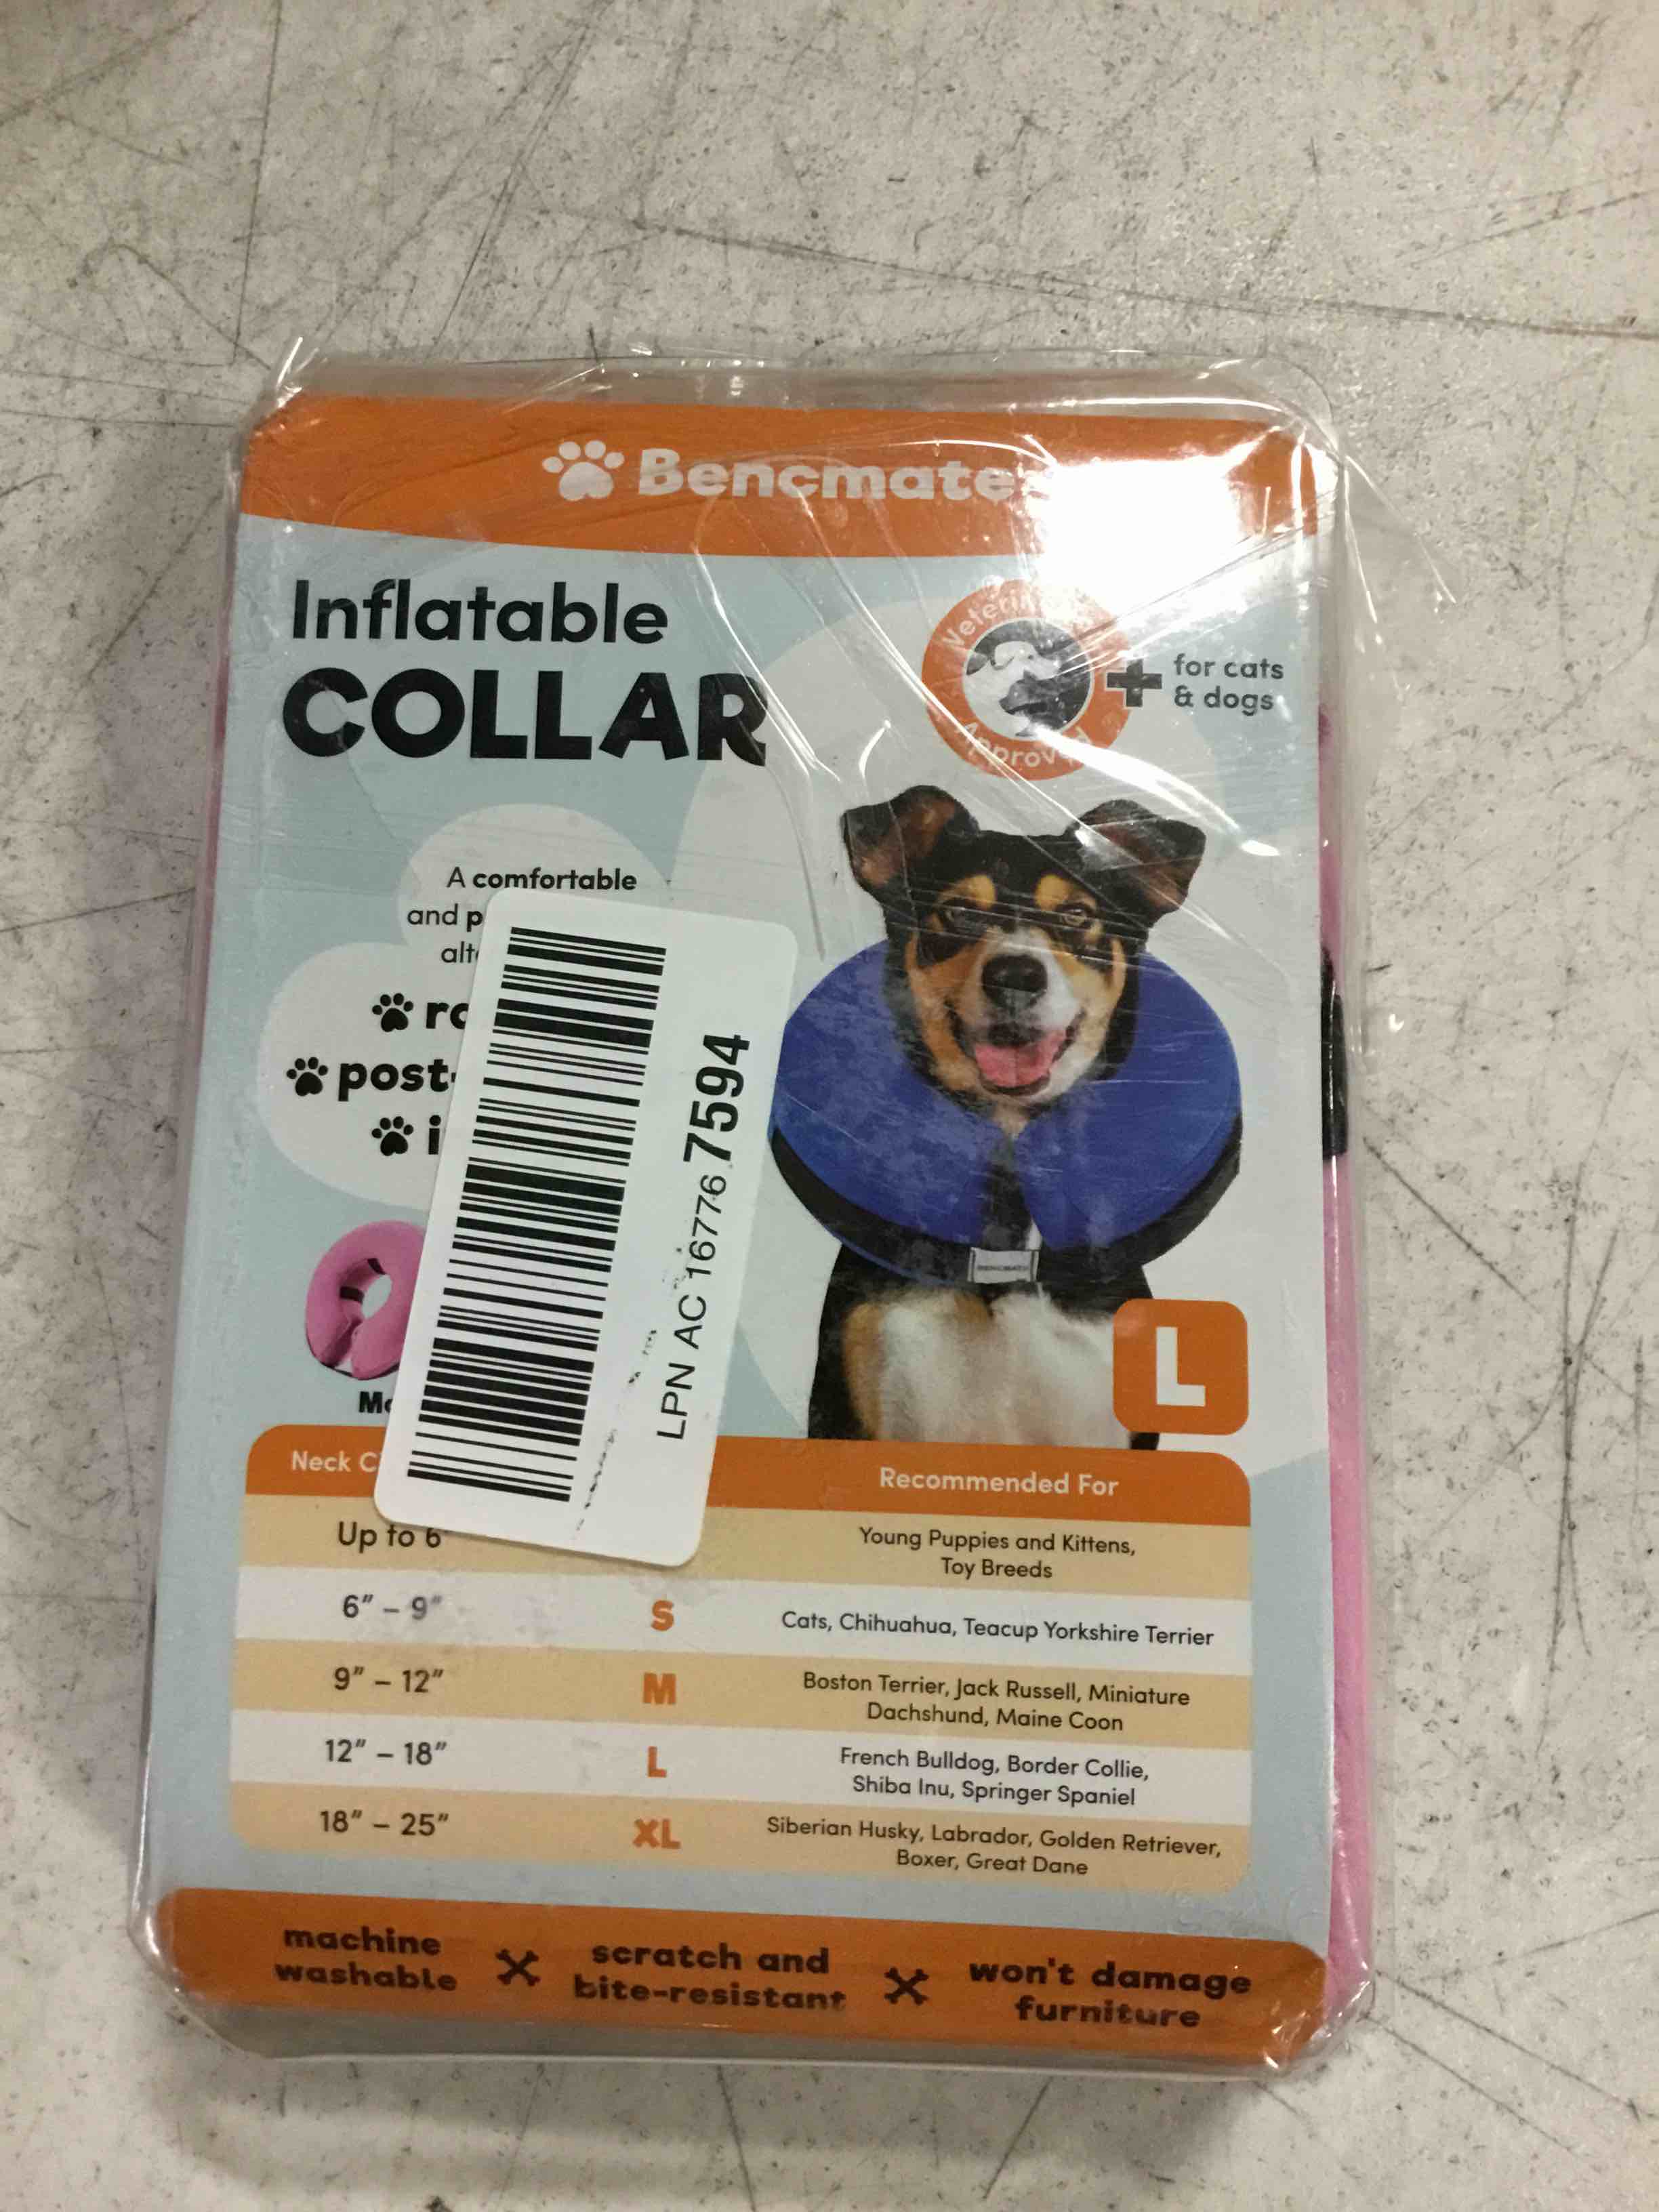 Bencmate
Inflatable
COLLAR
Approved
for cats
& dogs
A comfortable
and
post-
LPN AC 16776 7594
BENCMATE
L
Neck
Recommended For
Up to 6
Young Puppies and Kittens,
Toy Breeds
6" – 9"
S
Cats, Chihuahua, Teacup Yorkshire Terrier
9" – 12"
M
Boston Terrier, Jack Russell, Miniature
Dachshund, Maine Coon
12" – 18"
L
French Bulldog, Border Collie,
Shiba Inu, Springer Spaniel
18" – 25"
XL
Siberian Husky, Labrador, Golden Retriever,
Boxer, Great Dane
machine
washable
scratch and
bite-resistant
won't damage
furniture